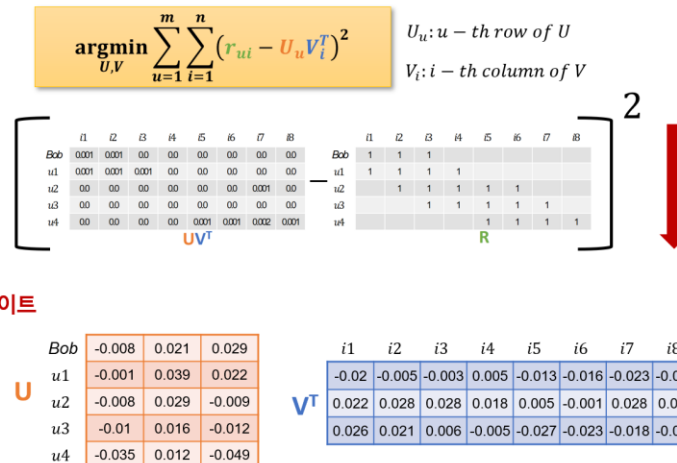 argmin U,V ∑ u=1 m ∑ i=1 n (r_ui − U_u V_i^T)^2
U_u: u − th row of U
V_i: i − th column of V
2
i1 i2 i3 i4 i5 i6 i7 i8
Bob 0.001 0.001 0.0 0.0 0.0 0.0 0.0 0.0
u1 0.001 0.001 0.001 0.0 0.0 0.0 0.0 0.0
u2 0.0 0.0 0.0 0.0 0.0 0.0 0.001 0.0
u3 0.0 0.0 0.0 0.0 0.0 0.0 0.0 0.0
u4 0.0 0.0 0.0 0.0 0.001 0.001 0.002 0.001
UV^T
−
i1 i2 i3 i4 i5 i6 i7 i8
Bob 1 1 1
u1 1 1 1 1
u2 1 1 1 1 1
u3 1 1 1 1 1
u4 1 1 1 1
R
이트
U
Bob -0.008 0.021 0.029
u1 -0.001 0.039 0.022
u2 -0.008 0.029 -0.009
u3 -0.01 0.016 -0.012
u4 -0.035 0.012 -0.049
V^T
i1 i2 i3 i4 i5 i6 i7 i8
-0.02 -0.005 -0.003 0.005 -0.013 -0.016 -0.023
0.022 0.028 0.028 0.018 0.005 -0.001 0.028
0.026 0.021 0.006 -0.005 -0.027 -0.023 -0.018